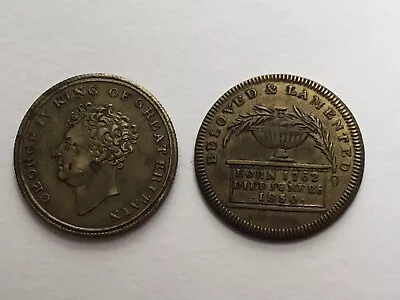 GEORGE IV KING OF GREAT BRITAIN
BELOVED & LAMENTED
BORN 1762
DIED JUNE 26
1830.